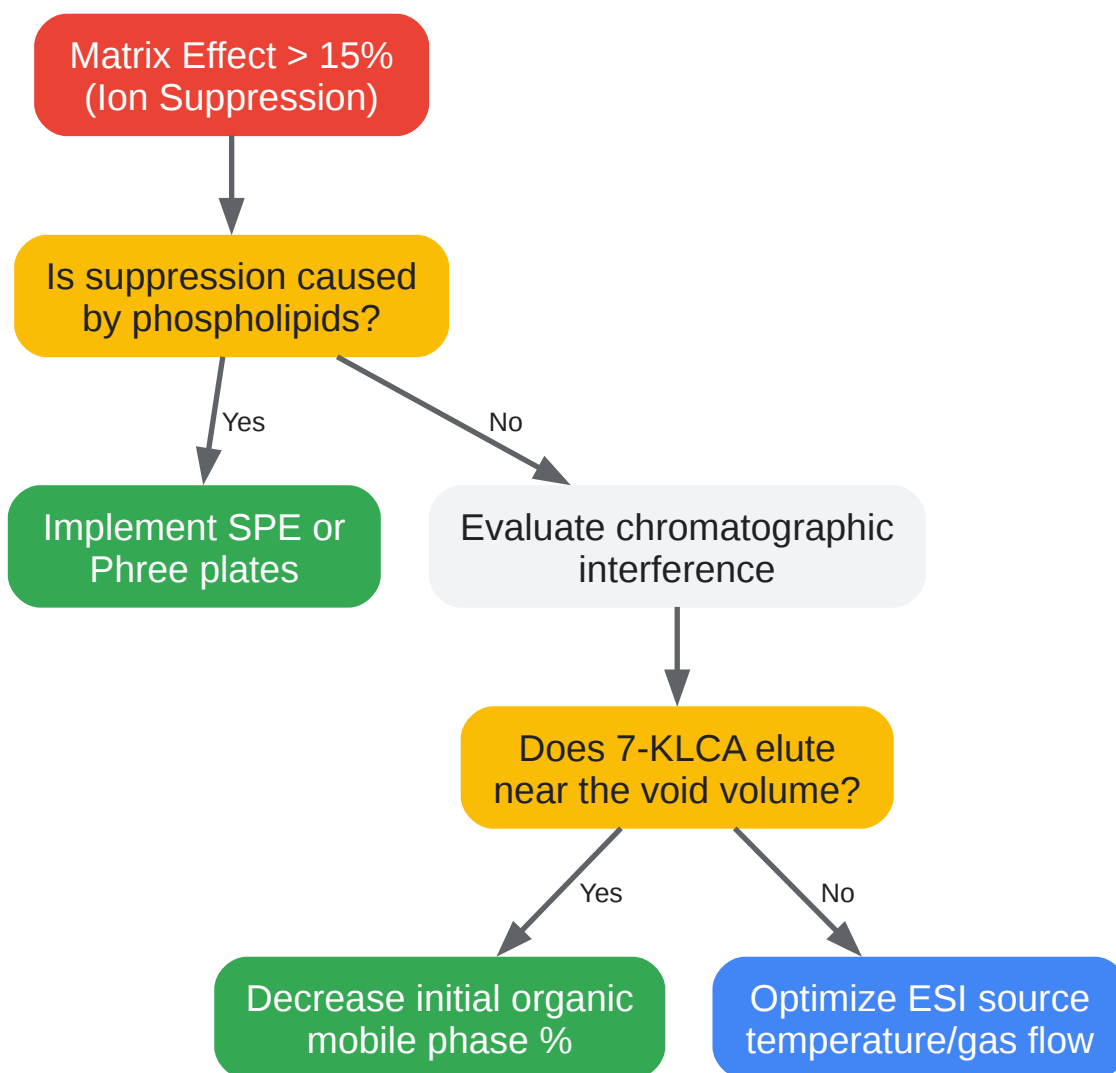 Matrix Effect > 15%
(Ion Suppression)
Is suppression caused
by phospholipids?
Yes
No
Implement SPE or
Phree plates
Evaluate chromatographic
interference
Does 7-KLCA elute
near the void volume?
Yes
No
Decrease initial organic
mobile phase %
Optimize ESI source
temperature/gas flow